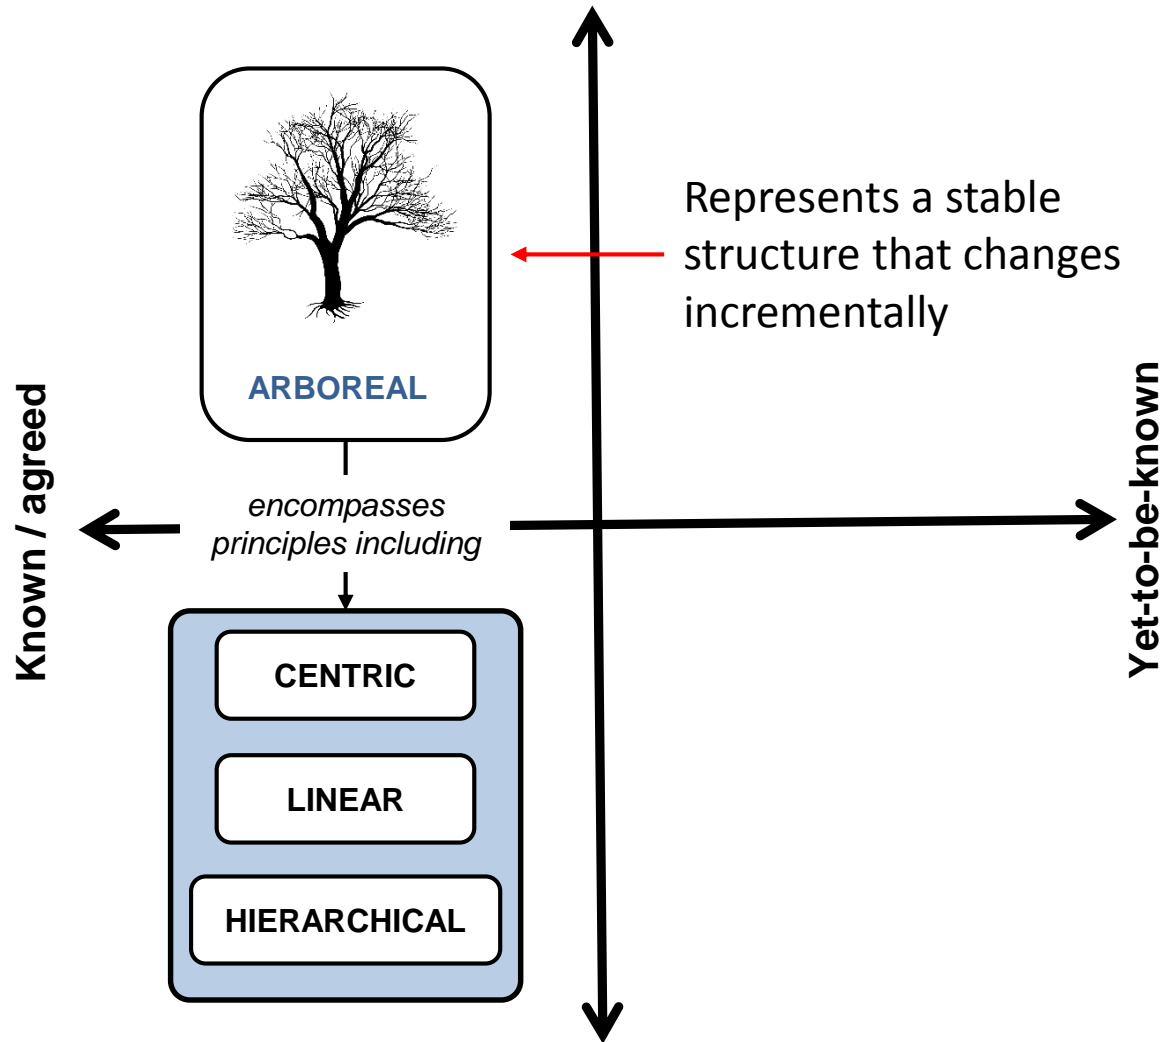 Represents a stable
structure that changes
incrementally
ARBOREAL
Known / agreed
Yet-to-be-known
encompasses
principles including
CENTRIC
LINEAR
HIERARCHICAL